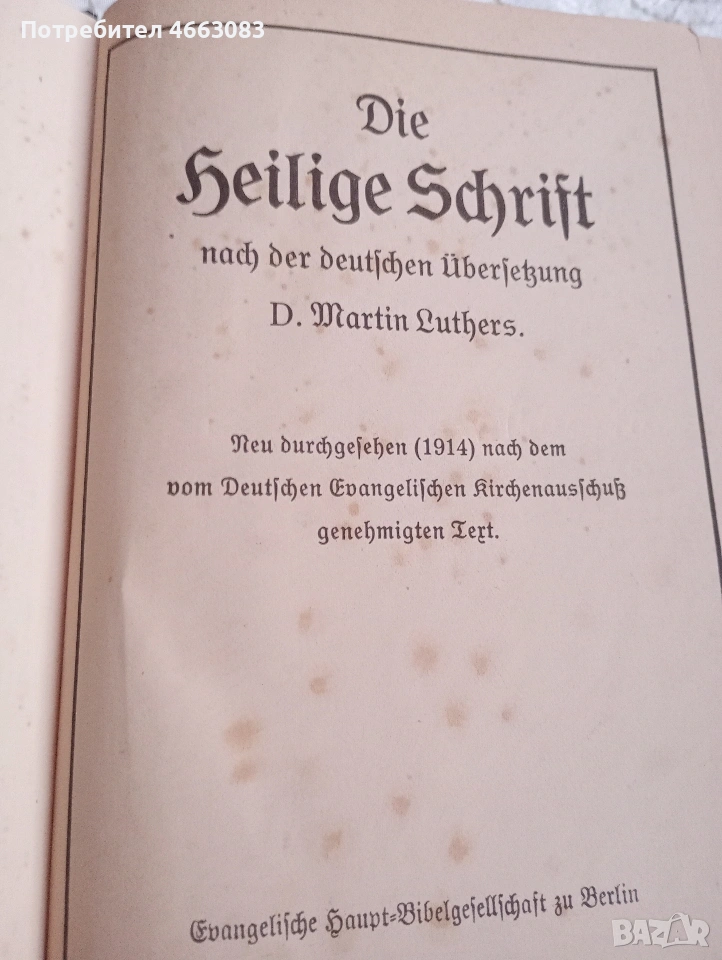 Потребител 4663083
Die
Heilige Schrift
nach der deutschen Übersetzung
D. Martin Luthers.
Neu durchgesehen (1914) nach dem
vom Deutschen Evangelischen Kirchenausschuß
genehmigten Text.
Evangelische Haupt=Bibelgesellschaft zu Berlin
BAZAR